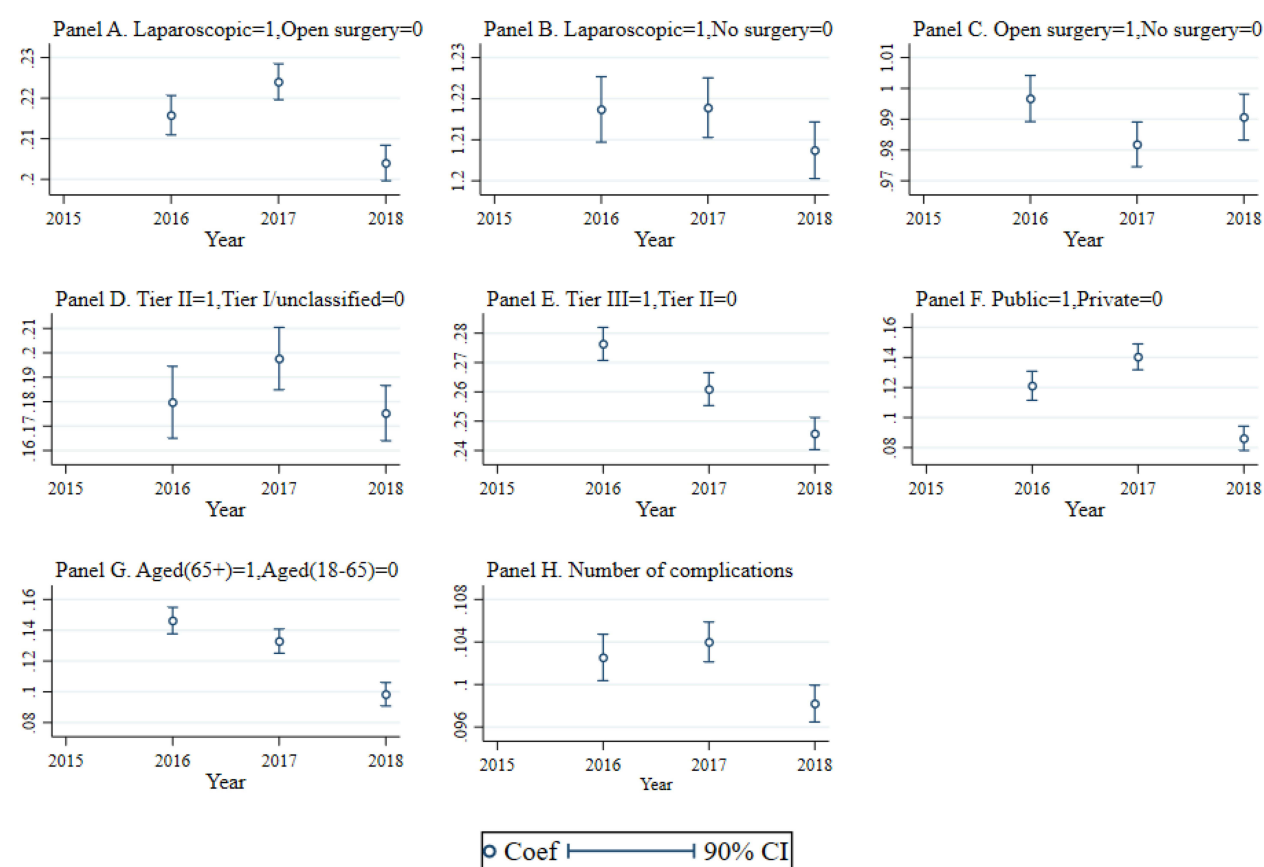 Panel A. Laparoscopic=1,Open surgery=0
.23
.22
.21
.2
2015 2016 2017 2018
Year
Panel B. Laparoscopic=1,No surgery=0
1.23
1.22
1.21
1.2
2015 2016 2017 2018
Year
Panel C. Open surgery=1,No surgery=0
1.01
1
.99
.98
.97
2015 2016 2017 2018
Year
Panel D. Tier II=1,Tier I/unclassified=0
.21
.2
.19
.18
.17
.16
2015 2016 2017 2018
Year
Panel E. Tier III=1,Tier II=0
.28
.27
.26
.25
.24
2015 2016 2017 2018
Year
Panel F. Public=1,Private=0
.16
.14
.12
.1
.08
2015 2016 2017 2018
Year
Panel G. Aged(65+)=1,Aged(18-65)=0
.16
.14
.12
.1
.08
2015 2016 2017 2018
Year
Panel H. Number of complications
.108
.104
.1
.096
2015 2016 2017 2018
Year
Coef 90% CI